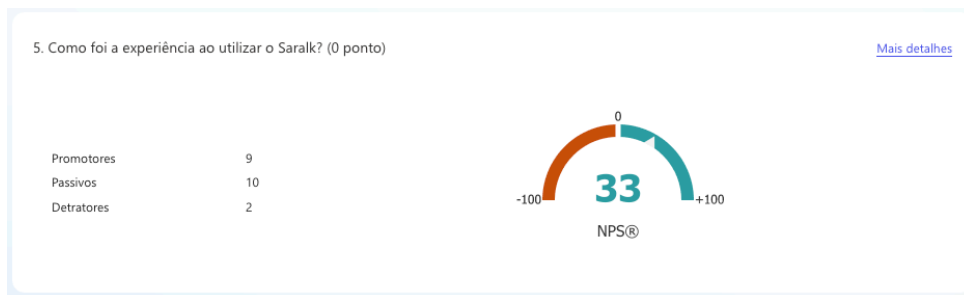 5. Como foi a experiência ao utilizar o Saralk? (0 ponto)
Mais detalhes
Promotores 9
Passivos 10
Detratores 2
0
-100
33
+100
NPS®